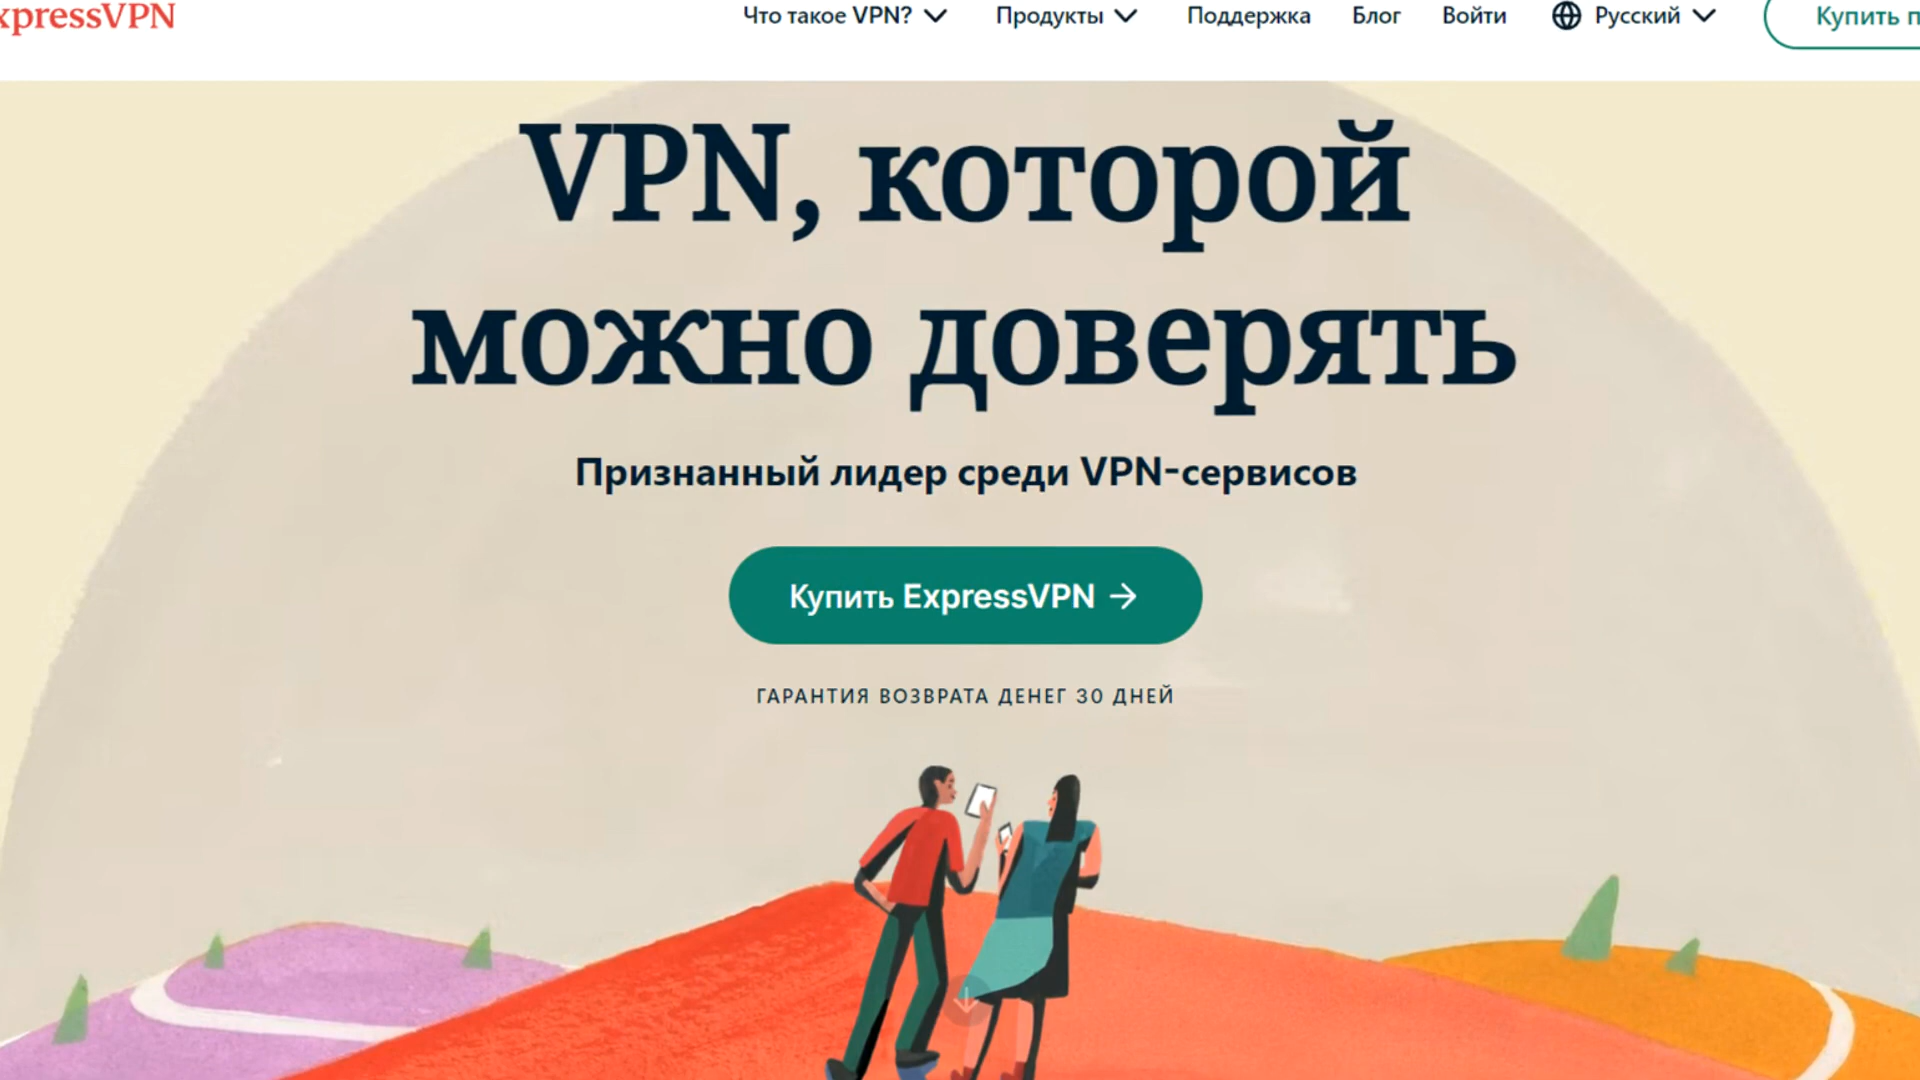 xpressVPN
Что такое VPN? Продукты Поддержка Блог Войти Русский Купить п
VPN, которой
можно доверять
Признанный лидер среди VPN-сервисов
Купить ExpressVPN →
ГАРАНТИЯ ВОЗВРАТА ДЕНЕГ 30 ДНЕЙ